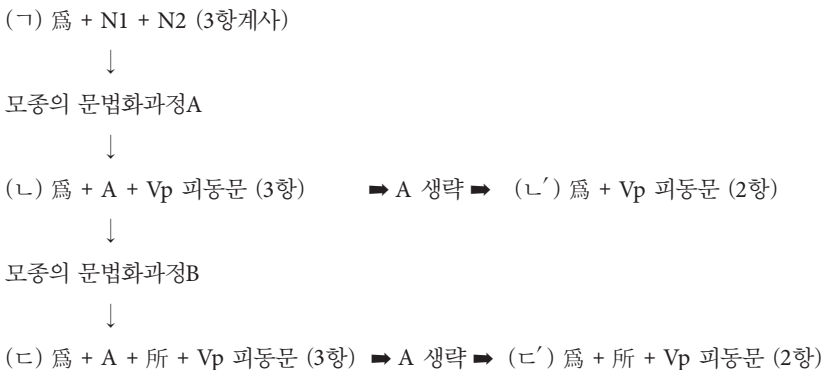 (ㄱ) 爲 + N1 + N2 (3항계사)
↓
모종의 문법화과정A
↓
(ㄴ) 爲 + A + Vp 피동문 (3항) ➡ A 생략 ➡ (ㄴ′) 爲 + Vp 피동문 (2항)
↓
모종의 문법화과정B
↓
(ㄷ) 爲 + A + 所 + Vp 피동문 (3항) ➡ A 생략 ➡ (ㄷ′) 爲 + 所 + Vp 피동문 (2항)